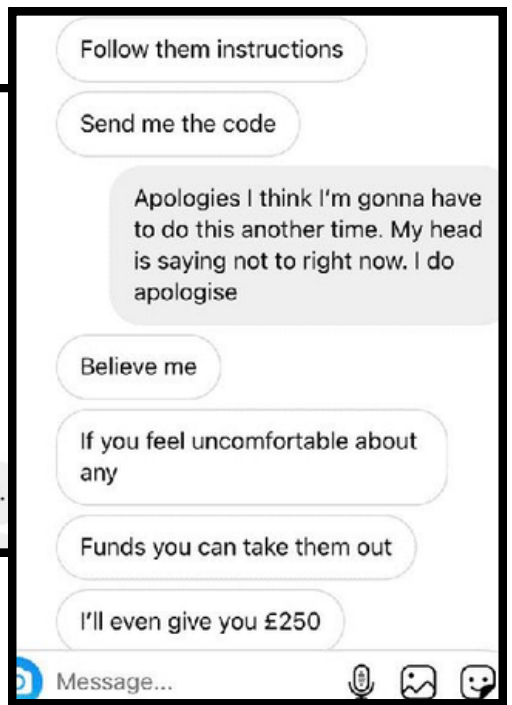 Follow them instructions
Send me the code
Apologies I think I'm gonna have
to do this another time. My head
is saying not to right now. I do
apologise
Believe me
If you feel uncomfortable about
any
Funds you can take them out
I'll even give you £250
Message...